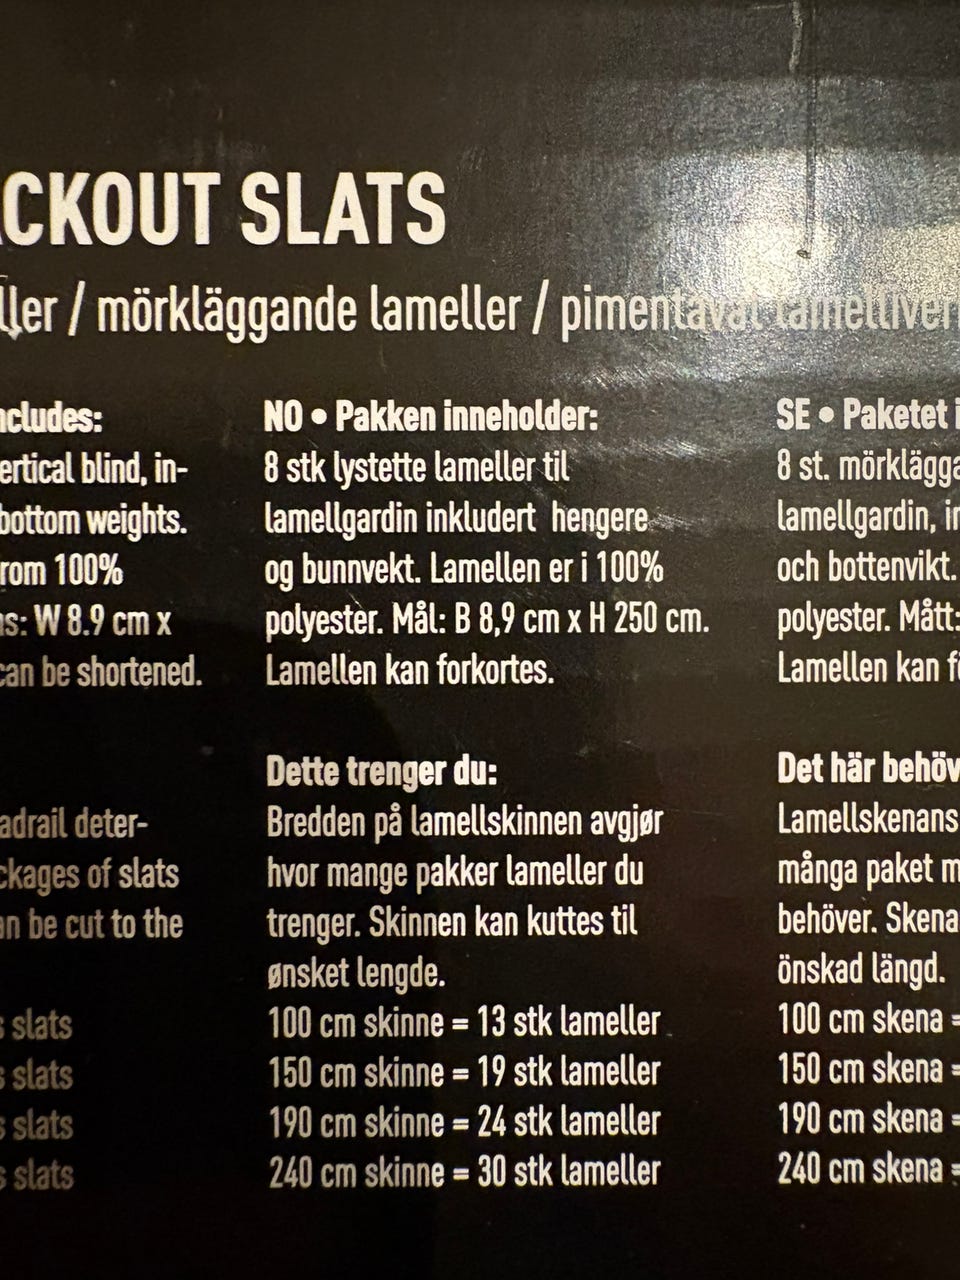 CKOUT SLATS
ller / mörkläggande lameller / pimentävät lamelliver
ncludes:
ertical blind, in-
bottom weights.
rom 100%
ns: W 8.9 cm x
can be shortened.
adrail deter-
ckages of slats
an be cut to the
s slats
s slats
s slats
s slats
NO • Pakken inneholder:
8 stk lystette lameller til
lamellgardin inkludert hengere
og bunnvekt. Lamellen er i 100%
polyester. Mål: B 8,9 cm x H 250 cm.
Lamellen kan forkortes.
Dette trenger du:
Bredden på lamellskinnen avgjør
hvor mange pakker lameller du
trenger. Skinnen kan kuttes til
ønsket lengde.
100 cm skinne = 13 stk lameller
150 cm skinne = 19 stk lameller
190 cm skinne = 24 stk lameller
240 cm skinne = 30 stk lameller
SE • Paketet i
8 st. mörklägga
lamellgardin, in
och bottenvikt.
polyester. Mått:
Lamellen kan fö
Det här behöv
Lamellskenans
många paket m
behöver. Skena
önskad längd.
100 cm skena =
150 cm skena =
190 cm skena =
240 cm skena =